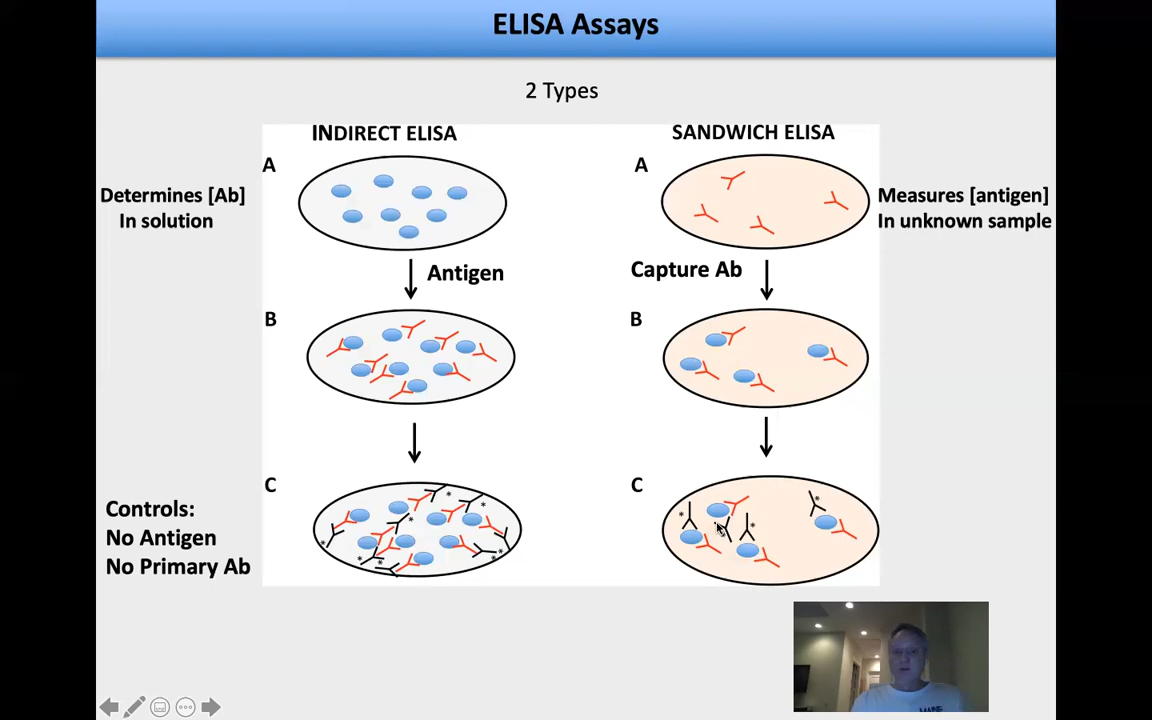 ELISA Assays
2 Types
INDIRECT ELISA
SANDWICH ELISA
A
A
Determines [Ab]
In solution
Measures [antigen]
In unknown sample
Antigen
Capture Ab
B
B
C
C
Controls:
No Antigen
No Primary Ab
MAINE